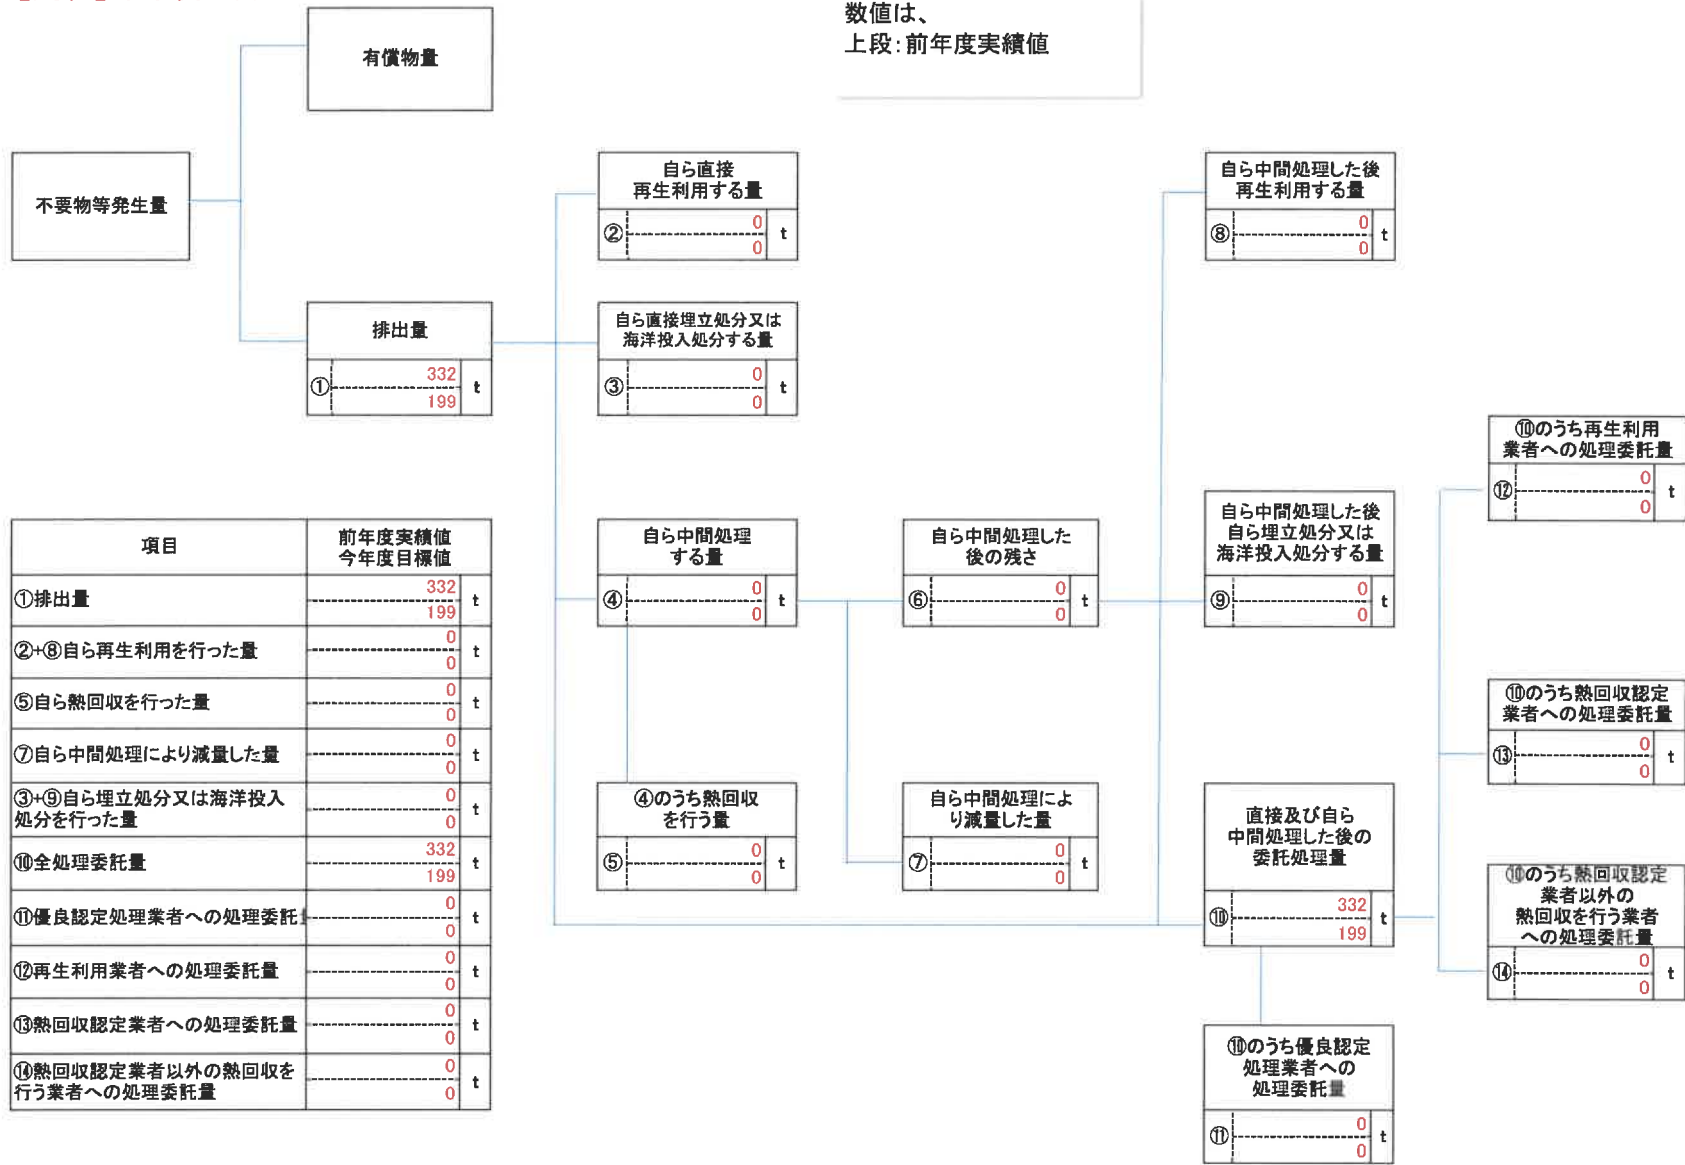 数値は、
上段:前年度実績値
有償物量
不要物等発生量
排出量
① 332 t
199
自ら直接
再生利用する量
② 0 t
0
自ら直接埋立処分又は
海洋投入処分する量
③ 0 t
0
自ら中間処理
する量
④ 0 t
0
④のうち熱回収
を行う量
⑤ 0 t
0
自ら中間処理した
後の残さ
⑥ 0 t
0
自ら中間処理によ
り減量した量
⑦ 0 t
0
自ら中間処理した後
再生利用する量
⑧ 0 t
0
自ら中間処理した後
自ら埋立処分又は
海洋投入処分する量
⑨ 0 t
0
直接及び自ら
中間処理した後の
委託処理量
⑩ 332 t
199
⑩のうち優良認定
処理業者への
処理委託量
⑪ 0 t
0
⑩のうち再生利用
業者への処理委託量
⑫ 0 t
0
⑩のうち熱回収認定
業者への処理委託量
⑬ 0 t
0
⑩のうち熱回収認定
業者以外の
熱回収を行う業者
への処理委託量
⑭ 0 t
0
項目 前年度実績値
今年度目標値
①排出量 332 t
199
②+⑧自ら再生利用を行った量 0 t
0
⑤自ら熱回収を行った量 0 t
0
⑦自ら中間処理により減量した量 0 t
0
③+⑨自ら埋立処分又は海洋投入 0 t
処分を行った量 0
⑩全処理委託量 332 t
199
⑪優良認定処理業者への処理委託 0 t
0
⑫再生利用業者への処理委託量 0 t
0
⑬熱回収認定業者への処理委託量 0 t
0
⑭熱回収認定業者以外の熱回収を 0 t
行う業者への処理委託量 0